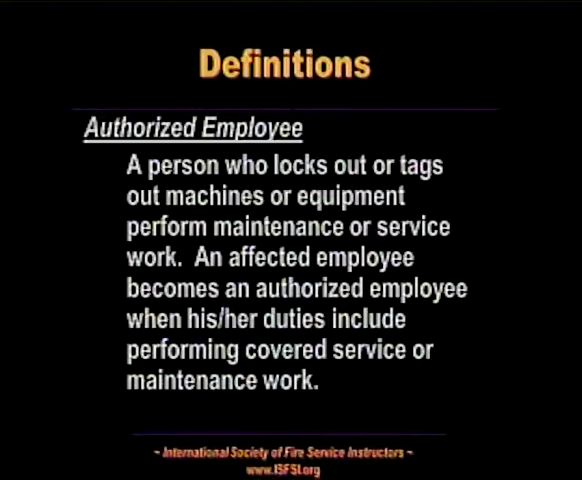 Definitions
Authorized Employee
A person who locks out or tags
out machines or equipment
perform maintenance or service
work. An affected employee
becomes an authorized employee
when his/her duties include
performing covered service or
maintenance work.
~ International Society of Fire Service Instructors ~
www.ISFSI.org